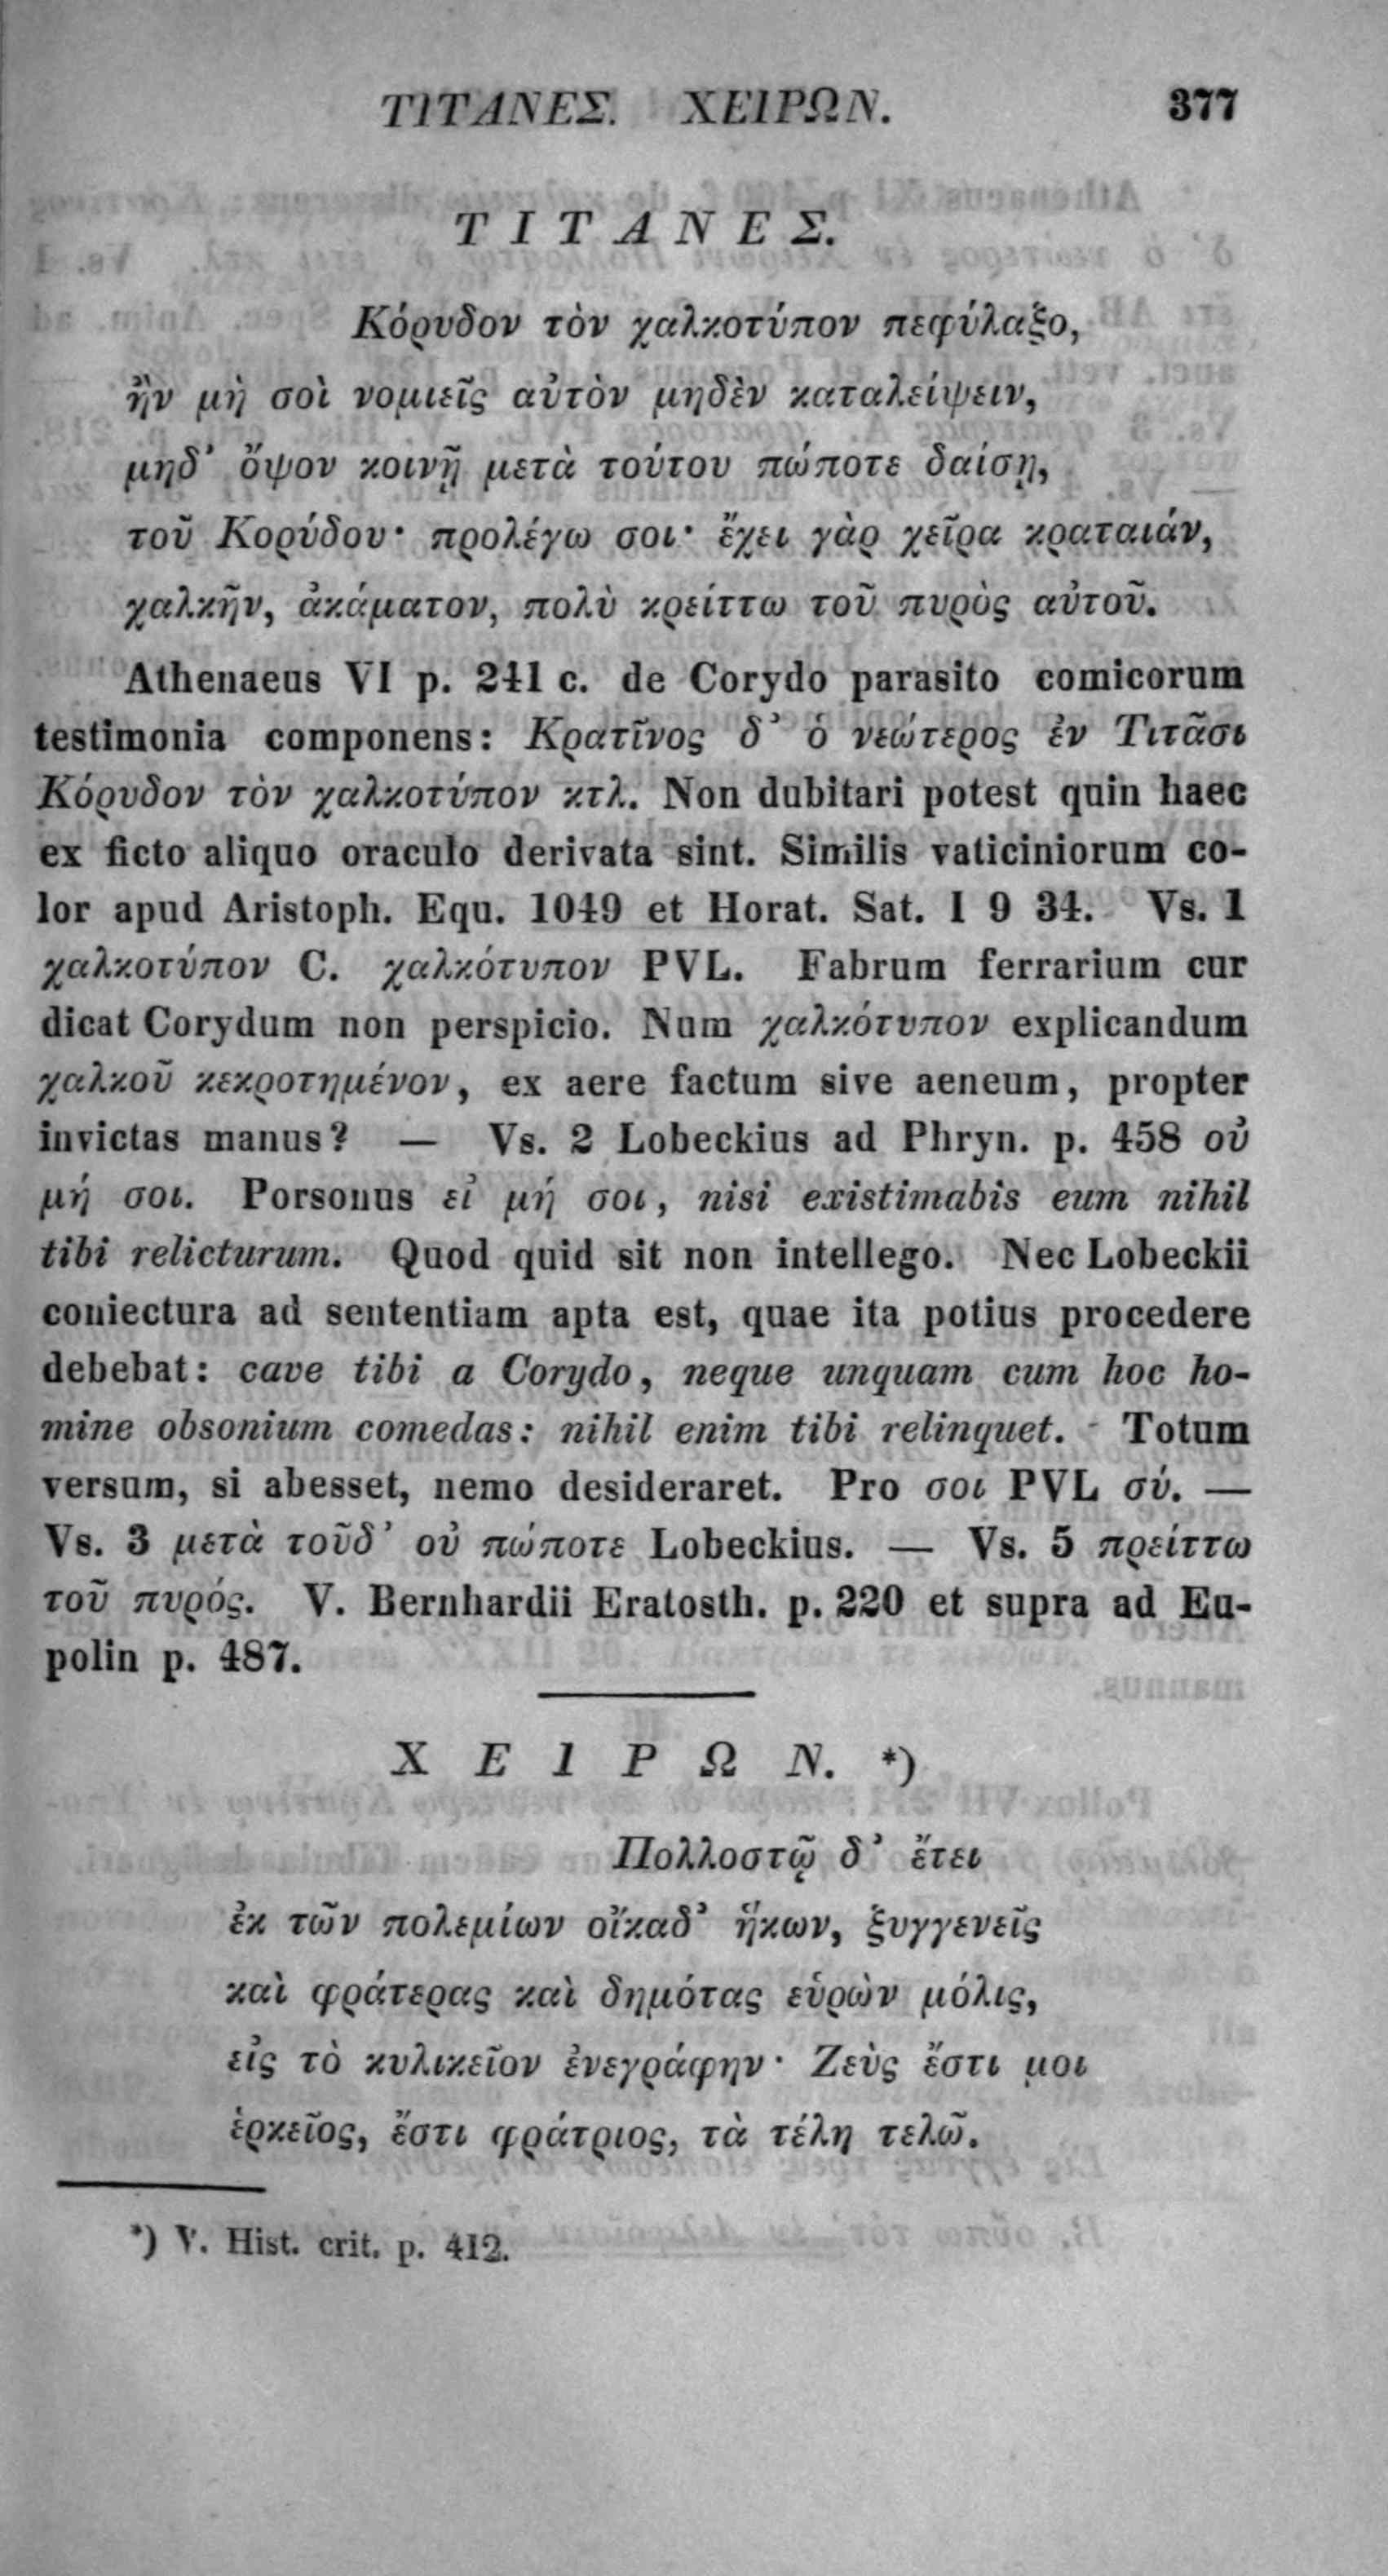 ΤΙΤΑΝΕΣ. ΧΕΙΡΩΝ. 377
ΤΙΤΑΝΕΣ.
Κόρυδον τὸν χαλκοτύπον πεφύλαξο,
ἢν μὴ σοὶ νομιεῖς αὐτὸν μηδὲν καταλείψειν,
μηδ᾽ ὄψον κοινῇ μετὰ τούτου πώποτε δαίσῃ,
τοῦ Κορύδου· προλέγω σοι· ἔχει γὰρ χεῖρα κραταιάν,
χαλκῆν, ἀκάματον, πολὺ κρείττω τοῦ πυρὸς αὐτοῦ.
Athenaeus VI p. 241 c. de Corydo parasito comicorum
testimonia componens: Κρατῖνος δ᾽ ὁ νεώτερος ἐν Τιτᾶσι
Κόρυδον τὸν χαλκοτύπον κτλ. Non dubitari potest quin haec
ex ficto aliquo oraculo derivata sint. Similis vaticiniorum co-
lor apud Aristoph. Equ. 1049 et Horat. Sat. I 9 34. Vs. 1
χαλκοτύπον C. χαλκότυπον PVL. Fabrum ferrarium cur
dicat Corydum non perspicio. Num χαλκότυπον explicandum
χαλκοῦ κεκροτημένον, ex aere factum sive aeneum, propter
invictas manus? — Vs. 2 Lobeckius ad Phryn. p. 458 οὐ
μή σοι. Porsonus εἰ μή σοι, nisi existimabis eum nihil
tibi relicturum. Quod quid sit non intellego. Nec Lobeckii
coniectura ad sententiam apta est, quae ita potius procedere
debebat: cave tibi a Corydo, neque unquam cum hoc ho-
mine obsonium comedas: nihil enim tibi relinquet. Totum
versum, si abesset, nemo desideraret. Pro σοι PVL σύ. —
Vs. 3 μετὰ τοῦδ᾽ οὐ πώποτε Lobeckius. — Vs. 5 πρείττω
τοῦ πυρός. V. Bernhardii Eratosth. p. 220 et supra ad Eu-
polin p. 487.
ΧΕΙΡΩΝ. *)
Πολλοστῷ δ᾽ ἔτει
ἐκ τῶν πολεμίων οἴκαδ᾽ ἥκων, ξυγγενεῖς
καὶ φράτερας καὶ δημότας εὑρὼν μόλις,
εἰς τὸ κυλικεῖον ἐνεγράφην· Ζεὺς ἔστι μοι
ἑρκεῖος, ἔστι φράτριος, τὰ τέλη τελῶ.
*) V. Hist. crit. p. 412.